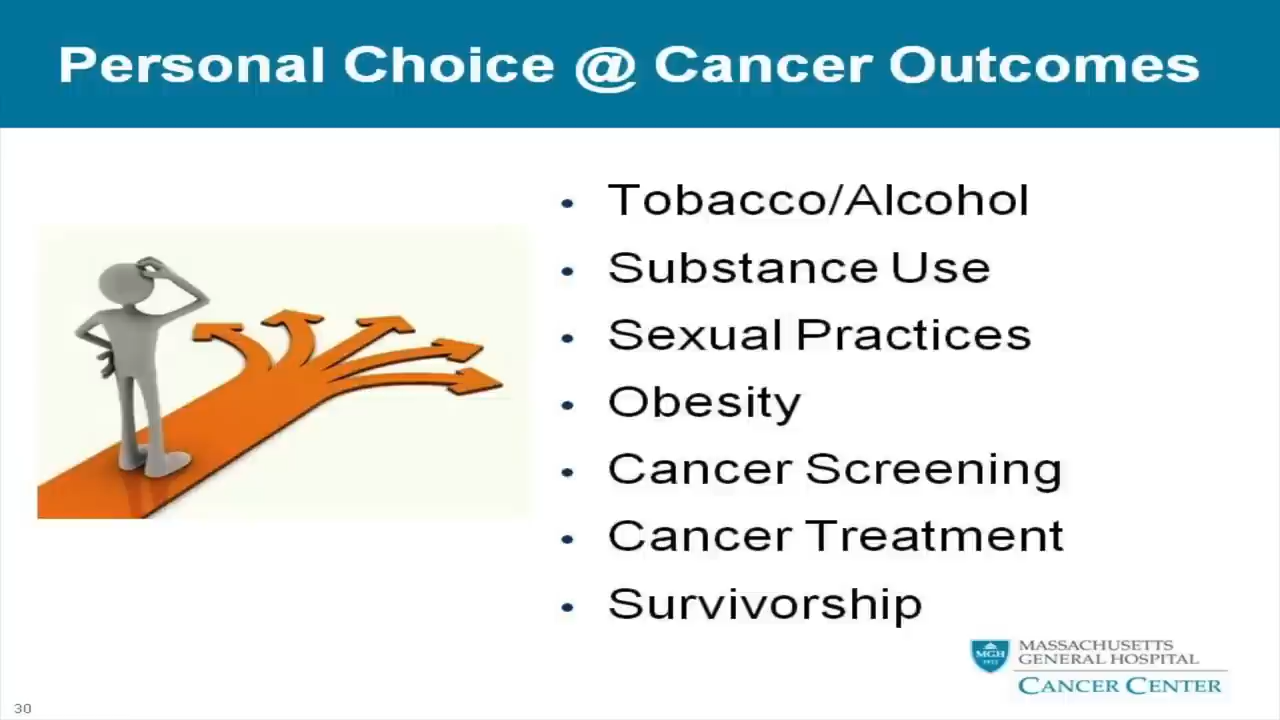 Personal Choice @ Cancer Outcomes
• Tobacco/Alcohol
• Substance Use
• Sexual Practices
• Obesity
• Cancer Screening
• Cancer Treatment
• Survivorship
MGH
1811
MASSACHUSETTS
GENERAL HOSPITAL
CANCER CENTER
30